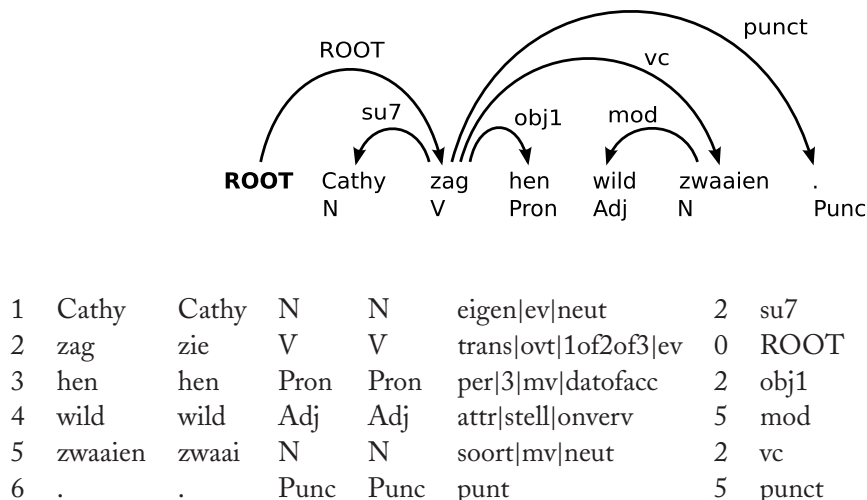 punct
ROOT
vc
su7
obj1
mod
ROOT Cathy zag hen wild zwaaien .
N V Pron Adj N Punc
1 Cathy Cathy N N eigen|ev|neut 2 su7
2 zag zie V V trans|ovt|1of2of3|ev 0 ROOT
3 hen hen Pron Pron per|3|mv|datofacc 2 obj1
4 wild wild Adj Adj attr|stell|onverv 5 mod
5 zwaaien zwaai N N soort|mv|neut 2 vc
6 . . Punc Punc punt 5 punct